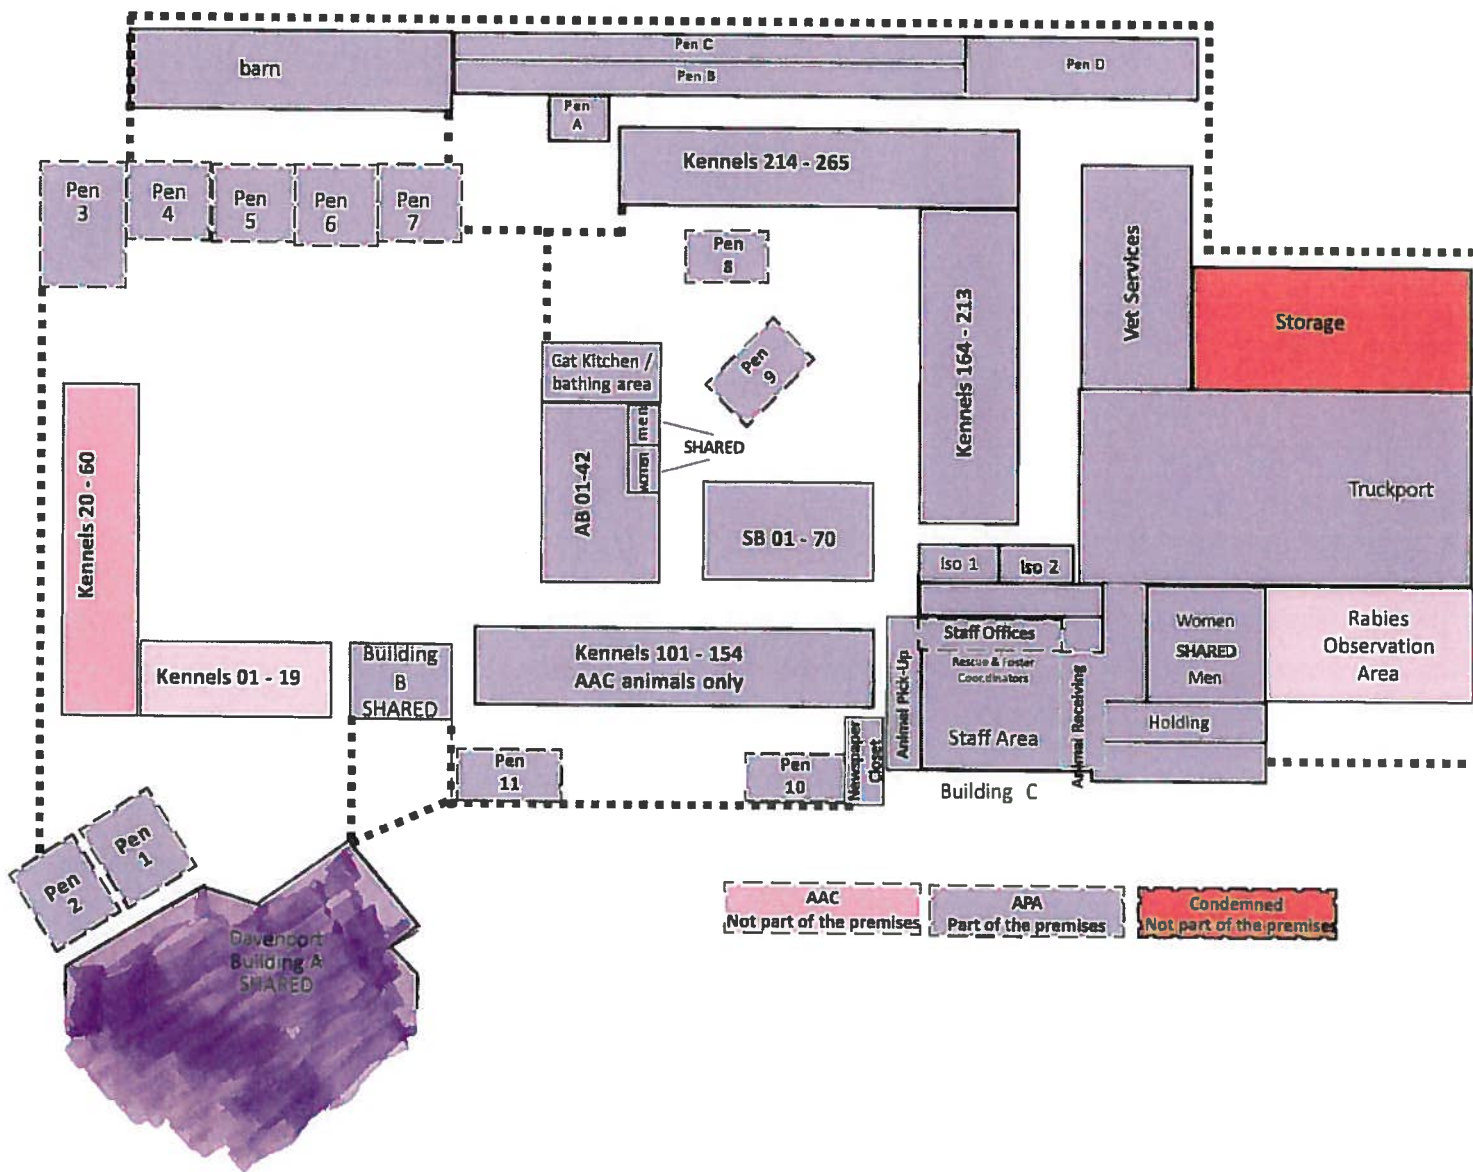 barn
Pen C
Pen B
Pen D
Pen
A
Kennels 214 - 265
Pen
3
Pen
4
Pen
5
Pen
6
Pen
7
Pen
8
Vet Services
Storage
Gat Kitchen /
bathing area
Pen
9
Kennels 164 - 213
men
SHARED
AB 01-42
Kennels 20 - 60
SB 01 - 70
Truckport
Iso 1
Iso 2
Staff Offices
Rescue & Foster
Coordinators
Staff Area
Animal Pick-Up
Animal Receiving
Women
SHARED
Men
Rabies
Observation
Area
Holding
Kennels 01 - 19
Building
B
SHARED
Kennels 101 - 154
AAC animals only
Pen
11
Pen
10
Newspaper
Closet
Building C
Pen
1
Pen
2
Davenport
Building A
SHARED
AAC
Not part of the premises
APA
Part of the premises
Condemned
Not part of the premises